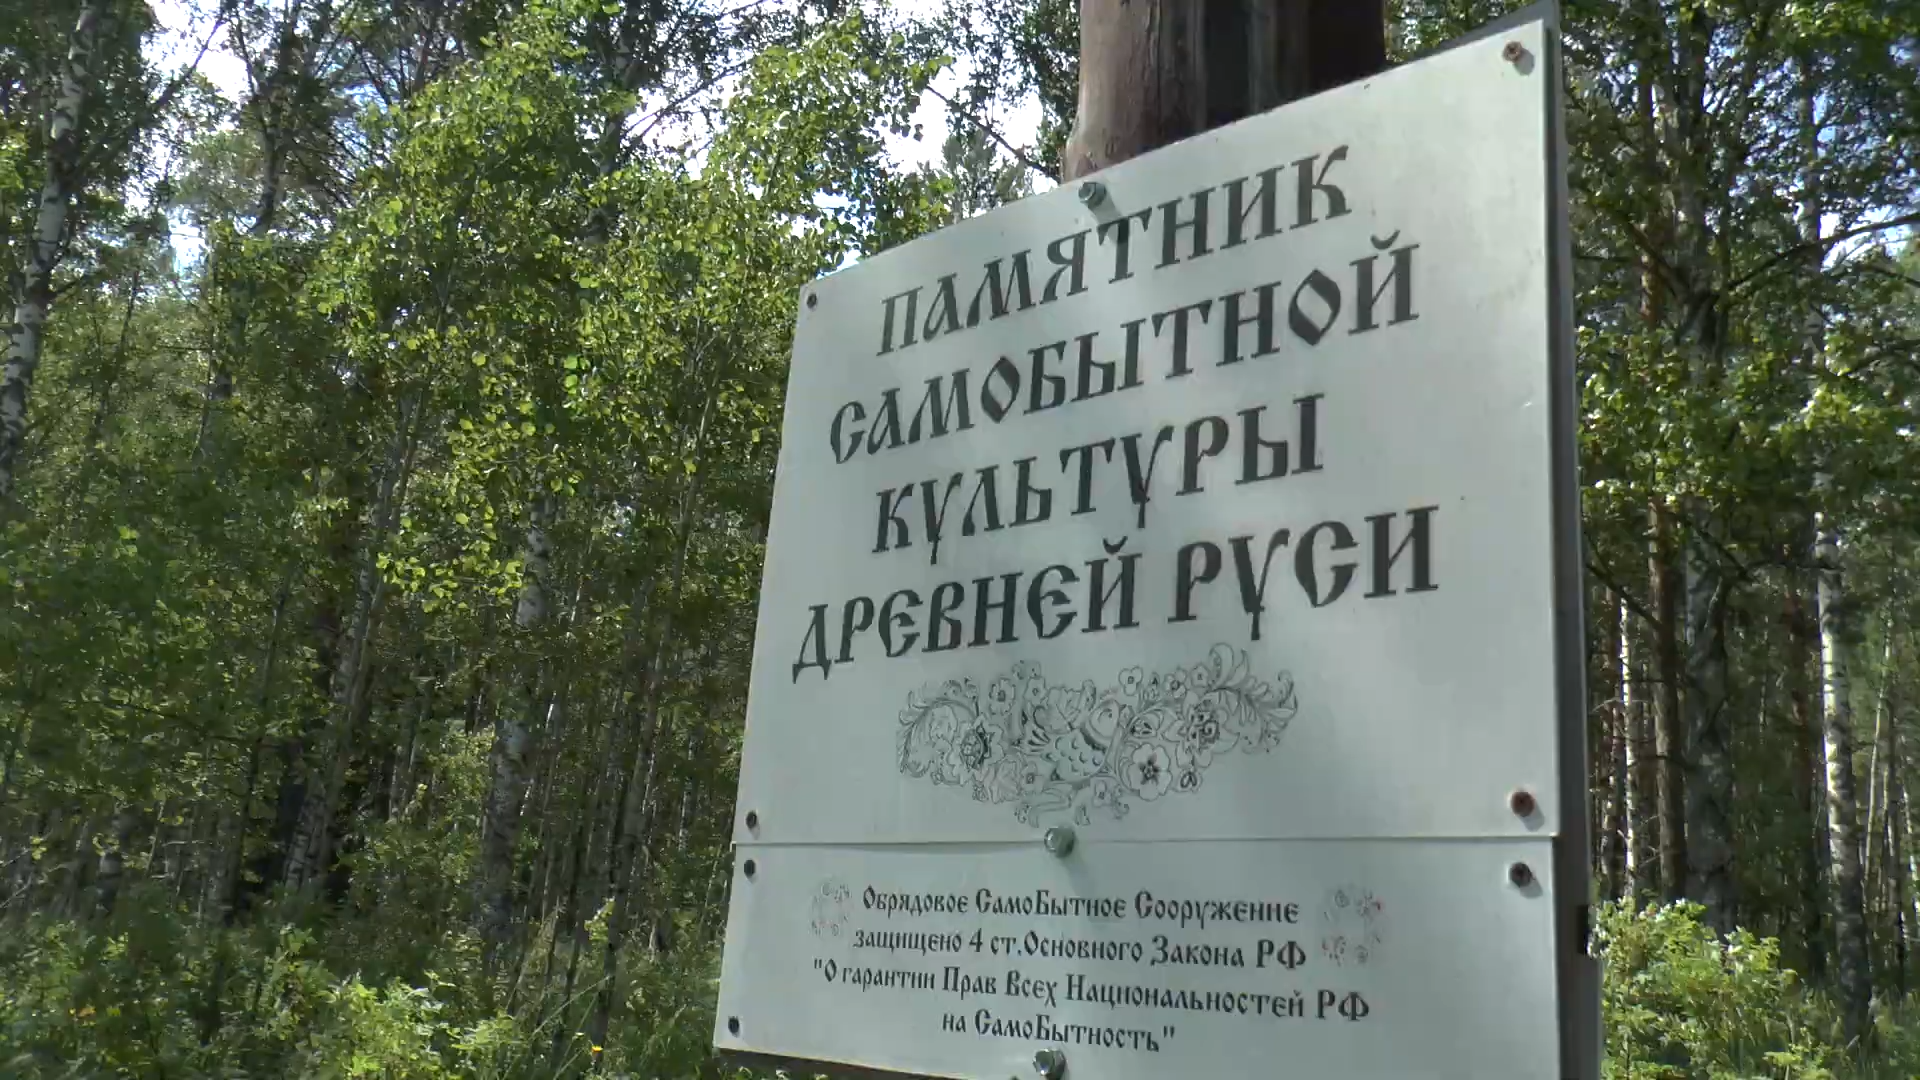 ПАМЯТНИК
САМОБЫТНОЙ
КУЛЬТУРЫ
ДРЕВНЕЙ РУСИ
Обрядовое СамоБытное Сооружение
защищено 4 ст.Основного Закона РФ
"О гарантии Прав Всех Национальностей РФ
на СамоБытность"